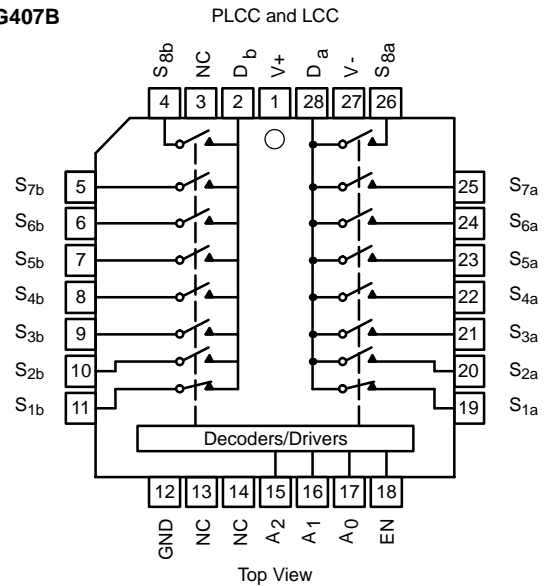 G407B
PLCC and LCC
S8b NC Db V+ Da V- S8a
4 3 2 1 28 27 26
S7b 5 25 S7a
S6b 6 24 S6a
S5b 7 23 S5a
S4b 8 22 S4a
S3b 9 21 S3a
S2b 10 20 S2a
S1b 11 19 S1a
Decoders/Drivers
12 13 14 15 16 17 18
GND NC NC A2 A1 A0 EN
Top View